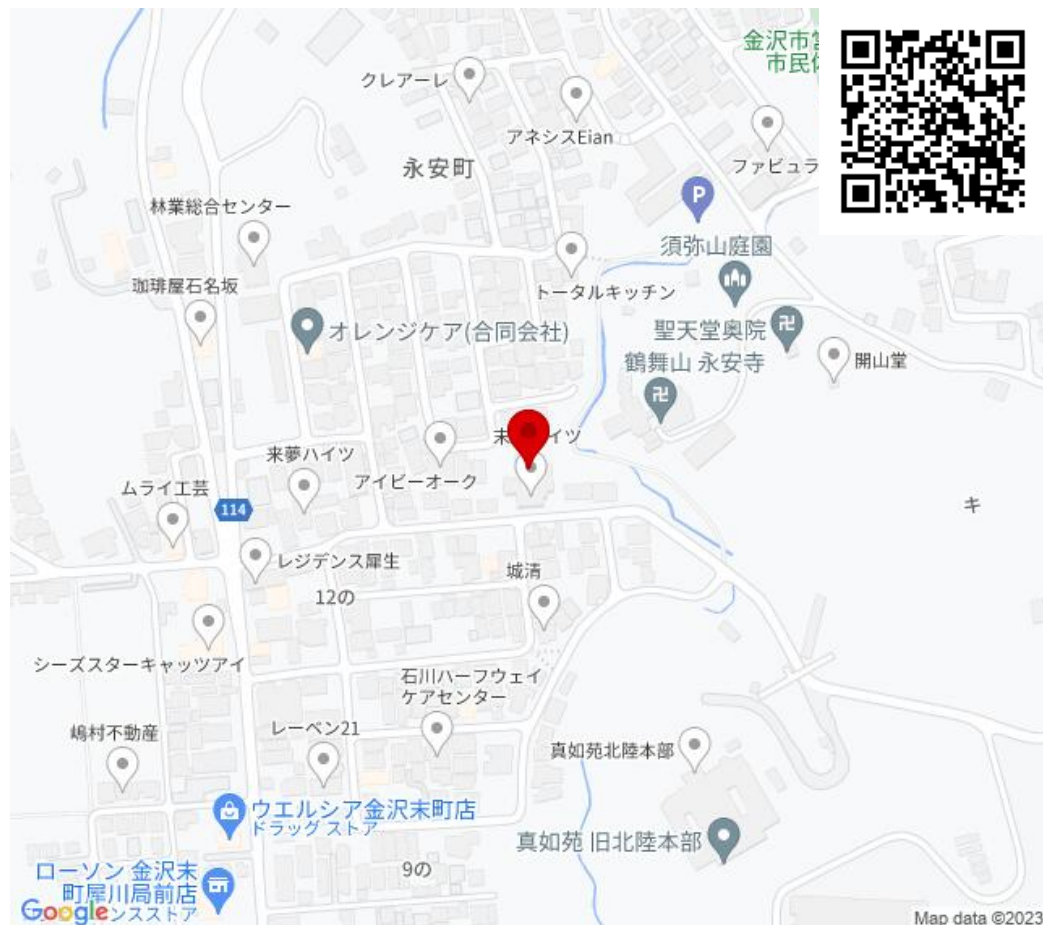 金沢市営
市民体
クレアーレ
アネシスEian
永安町
ファビュラ
P
林業総合センター
須弥山庭園
珈琲屋石名坂
トータルキッチン
オレンジケア(合同会社)
聖天堂奥院
開山堂
鶴舞山 永安寺
イツ
来夢ハイツ
アイビーオーク
ムライ工芸
114
キ
レジデンス犀生
城清
12の
シーズスターキャッツアイ
石川ハーフウェイ
ケアセンター
嶋村不動産
レーベン21
真如苑北陸本部
ウエルシア金沢末町店
ドラッグ ストア
真如苑 旧北陸本部
ローソン 金沢末
町犀川局前店
ンスストア
9の
Google
Map data ©2023